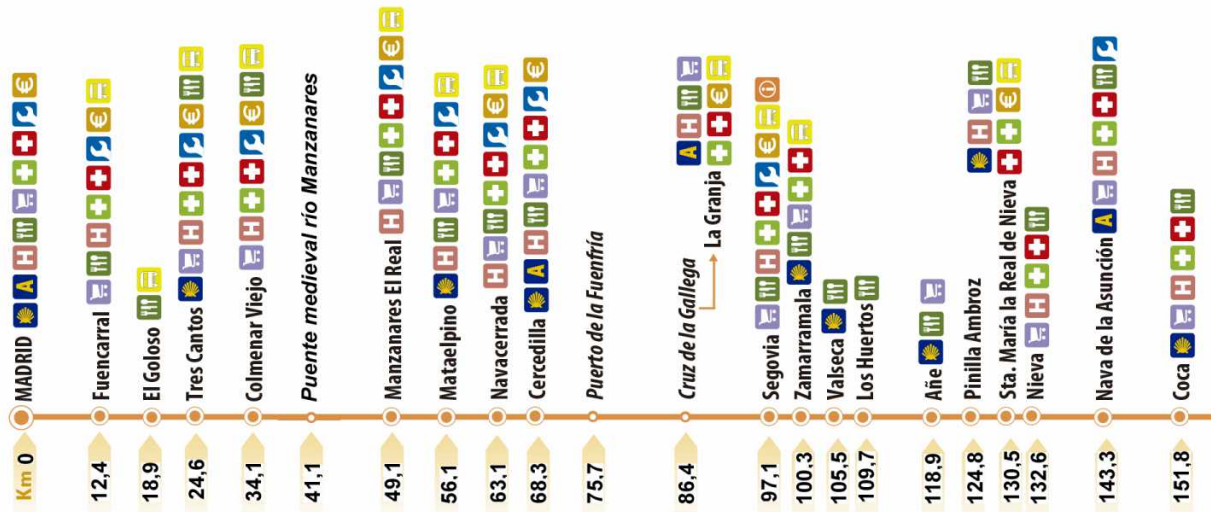 Km 0 MADRID
12,4 Fuencarral
18,9 El Goloso
24,6 Tres Cantos
34,1 Colmenar Viejo
41,1 Puente medieval río Manzanares
49,1 Manzanares El Real
56,1 Mataelpino
63,1 Navacerrada
68,3 Cercedilla
75,7 Puerto de la Fuenfría
86,4 Cruz de la Gallega
La Granja
97,1 Segovia
100,3 Zamarramala
105,5 Valseca
109,7 Los Huertos
118,9 Añe
124,8 Pinilla Ambroz
130,5 Sta. María la Real de Nieva
132,6 Nieva
143,3 Nava de la Asunción
151,8 Coca